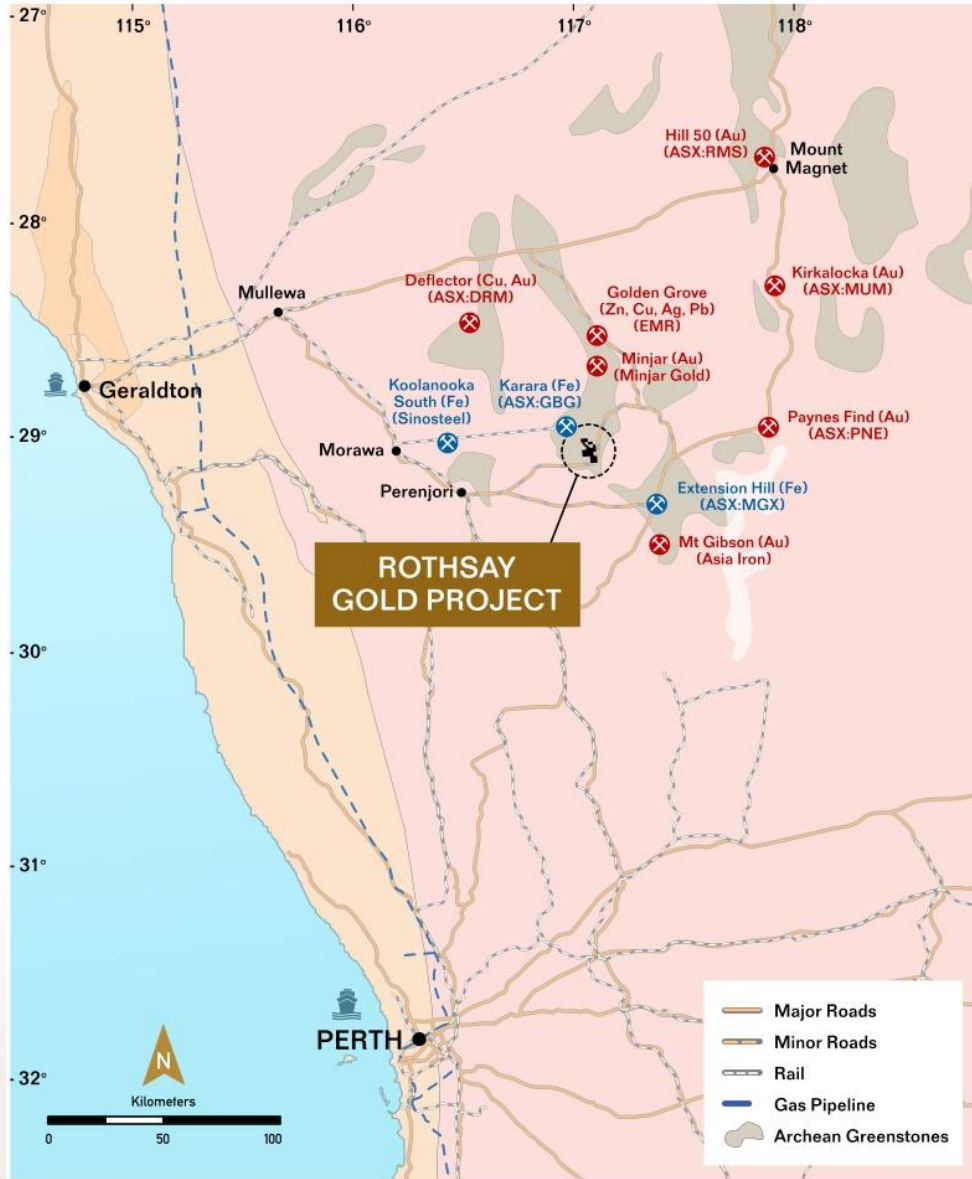 27°
115°
116°
117°
118°
Hill 50 (Au)
(ASX:RMS)
Mount
Magnet
28°
Deflector (Cu, Au)
(ASX:DRM)
Kirkalocka (Au)
(ASX:MUM)
Mullewa
Golden Grove
(Zn, Cu, Ag, Pb)
(EMR)
Minjar (Au)
(Minjar Gold)
Geraldton
Koolanooka
South (Fe)
(Sinosteel)
Karara (Fe)
(ASX:GBG)
Paynes Find (Au)
(ASX:PNE)
29°
Morawa
Perenjori
Extension Hill (Fe)
(ASX:MGX)
Mt Gibson (Au)
(Asia Iron)
ROTHSAY
GOLD PROJECT
30°
31°
PERTH
32°
N
Kilometers
0 50 100
Major Roads
Minor Roads
Rail
Gas Pipeline
Archean Greenstones